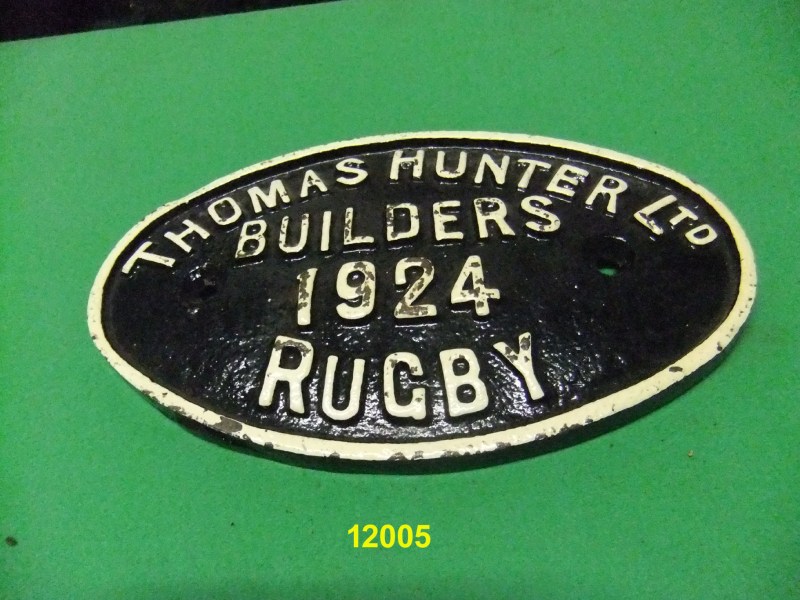 THOMAS HUNTER LTD
BUILDERS
1924
RUGBY
12005